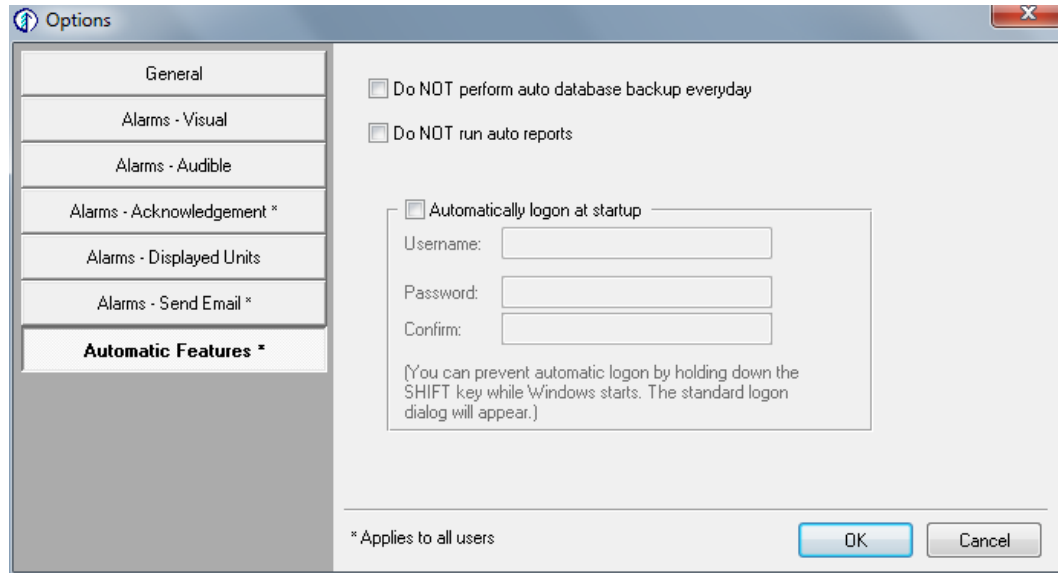 Options
General
Alarms - Visual
Alarms - Audible
Alarms - Acknowledgement *
Alarms - Displayed Units
Alarms - Send Email *
Automatic Features *
Do NOT perform auto database backup everyday
Do NOT run auto reports
Automatically logon at startup
Username:
Password:
Confirm:
(You can prevent automatic logon by holding down the
SHIFT key while Windows starts. The standard logon
dialog will appear.)
* Applies to all users
OK
Cancel